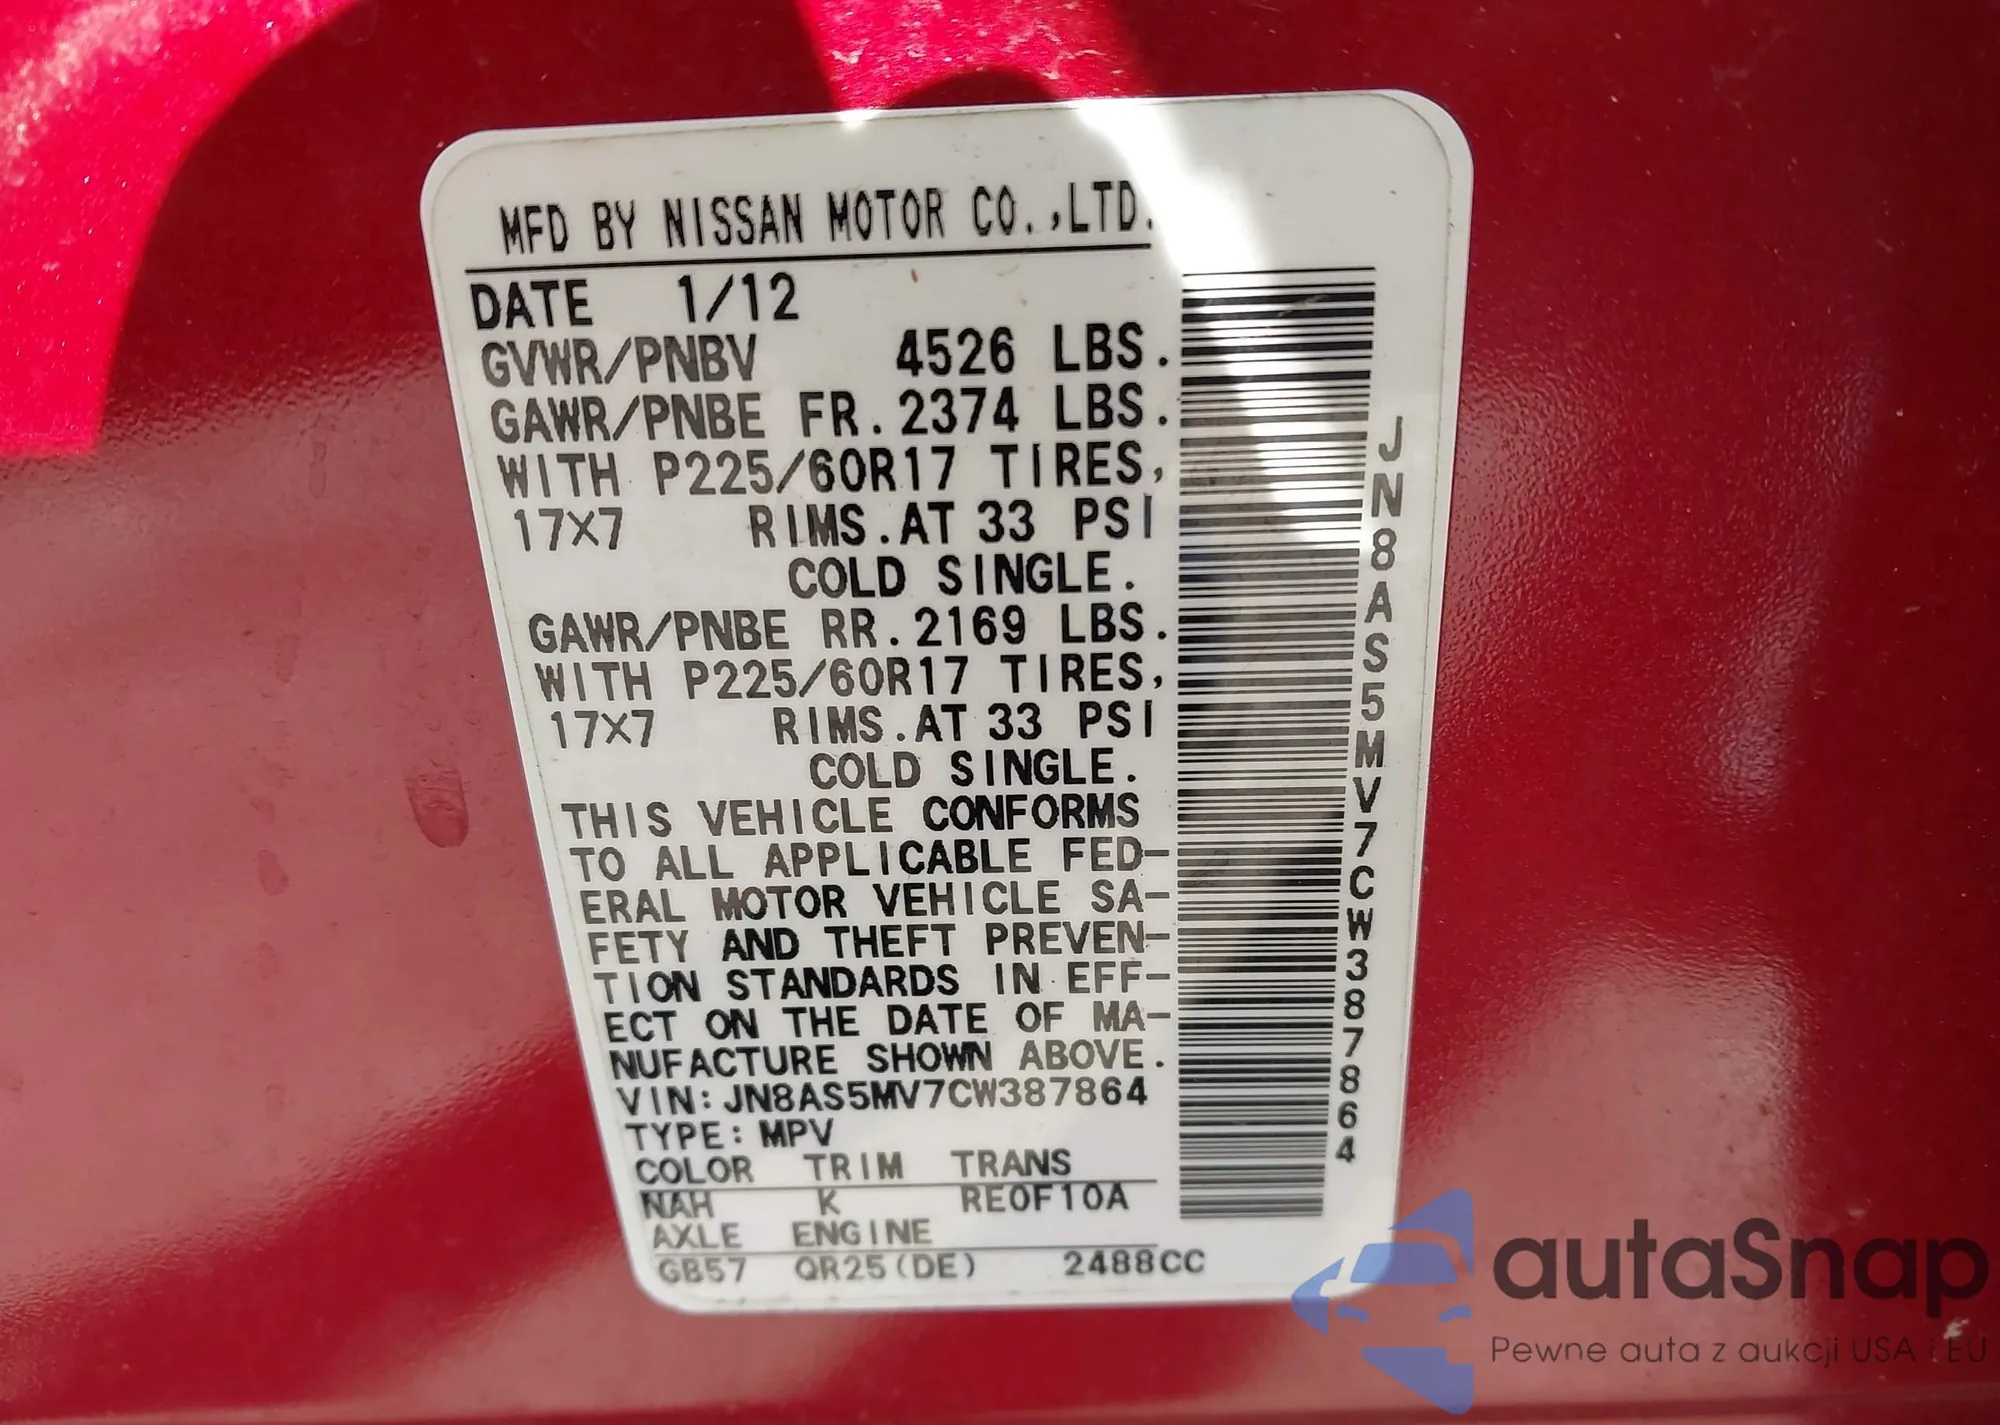 MFD BY NISSAN MOTOR CO.,LTD.
DATE 1/12
GVWR/PNBV 4526 LBS.
GAWR/PNBE FR.2374 LBS.
WITH P225/60R17 TIRES,
17X7 RIMS.AT 33 PSI
COLD SINGLE.
GAWR/PNBE RR.2169 LBS.
WITH P225/60R17 TIRES,
17X7 RIMS.AT 33 PSI
COLD SINGLE.
THIS VEHICLE CONFORMS
TO ALL APPLICABLE FED-
ERAL MOTOR VEHICLE SA-
FETY AND THEFT PREVEN-
TION STANDARDS IN EFF-
ECT ON THE DATE OF MA-
NUFACTURE SHOWN ABOVE.
VIN:JN8AS5MV7CW387864
TYPE:MPV
COLOR TRIM TRANS
NAH K RE0F10A
AXLE ENGINE
GB57 QR25(DE) 2488CC
JN8AS5MV7CW387864
autaSnap
Pewne auta z aukcji USA i EU